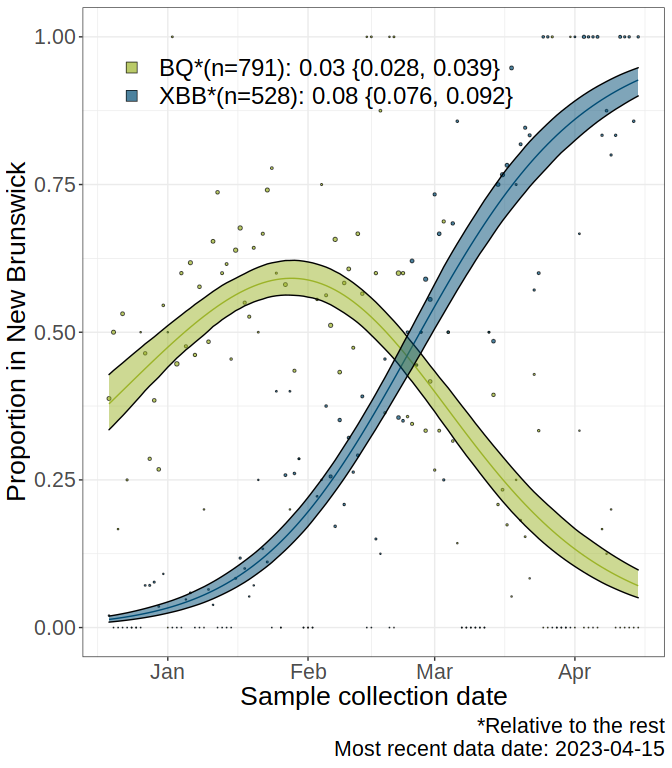 1.00
BQ*(n=791): 0.03 {0.028, 0.039}
XBB*(n=528): 0.08 {0.076, 0.092}
0.75
0.50
0.25
0.00
Proportion in New Brunswick
Jan Feb Mar Apr
Sample collection date
*Relative to the rest
Most recent data date: 2023-04-15